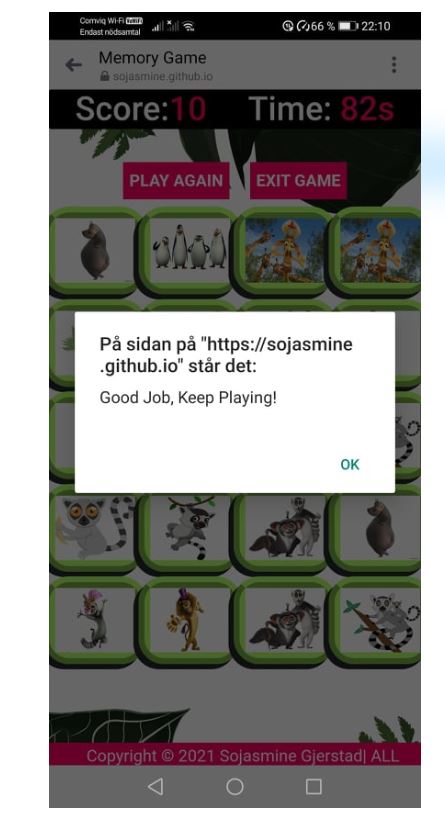 Comviq Wi-Fi VoWiFi
Endast nödsamtal
66 % 22:10
Memory Game
sojasmine.github.io
Score:10 Time: 82s
PLAY AGAIN EXIT GAME
På sidan på "https://sojasmine
.github.io" står det:
Good Job, Keep Playing!
OK
Copyright © 2021 Sojasmine Gjerstad| ALL